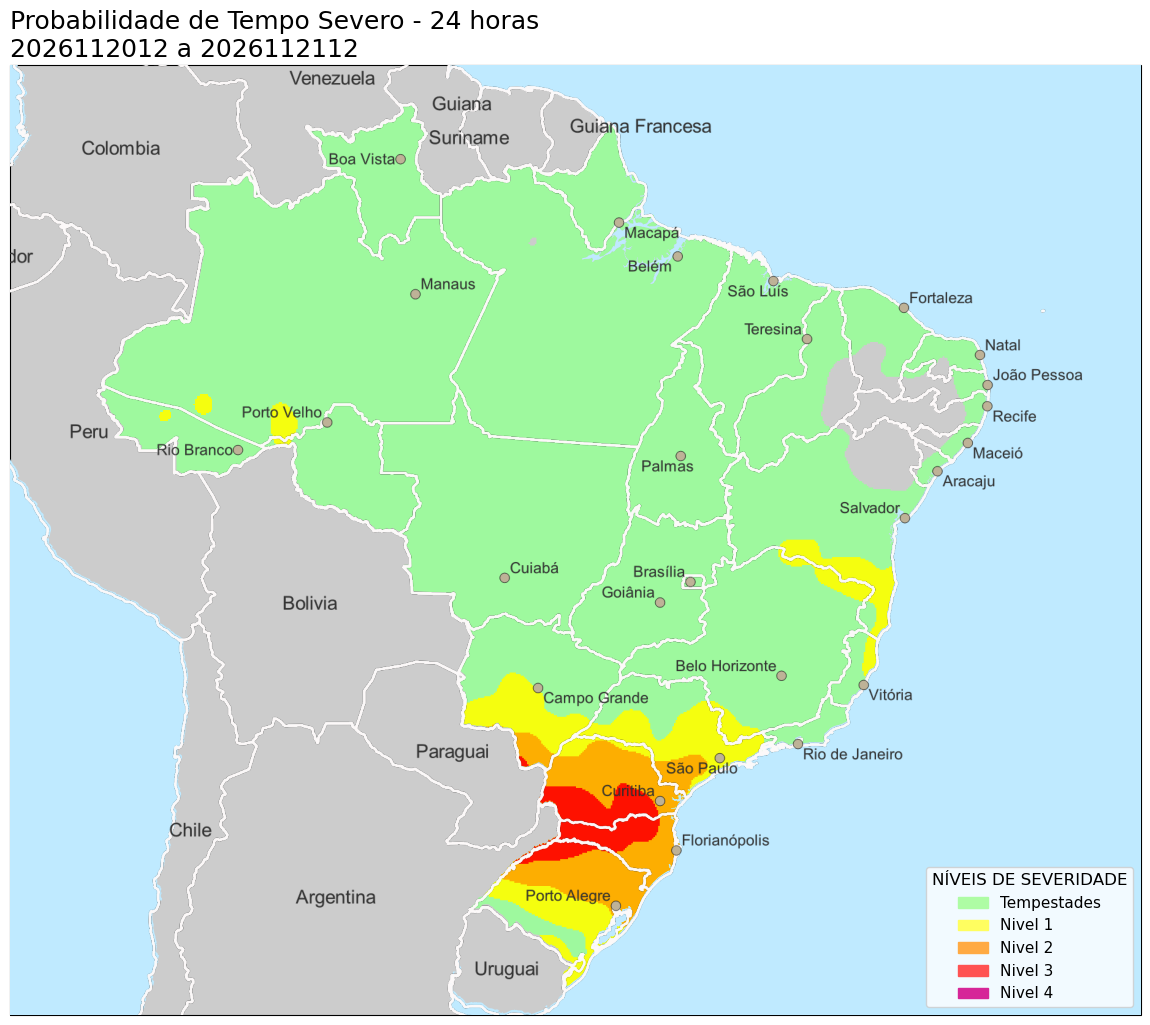 Probabilidade de Tempo Severo - 24 horas
2026112012 a 2026112112
Venezuela
Guiana
Guiana Francesa
Suriname
Colombia
Boa Vista
Macapá
dor
Belém
Manaus
São Luís
Fortaleza
Teresina
Natal
João Pessoa
Porto Velho
Recife
Peru
Rio Branco
Maceió
Palmas
Aracaju
Salvador
Cuiabá
Brasília
Goiânia
Bolivia
Belo Horizonte
Vitória
Campo Grande
Paraguai
Rio de Janeiro
São Paulo
Curitiba
Chile
Florianópolis
Argentina
Porto Alegre
Uruguai
NÍVEIS DE SEVERIDADE
Tempestades
Nivel 1
Nivel 2
Nivel 3
Nivel 4